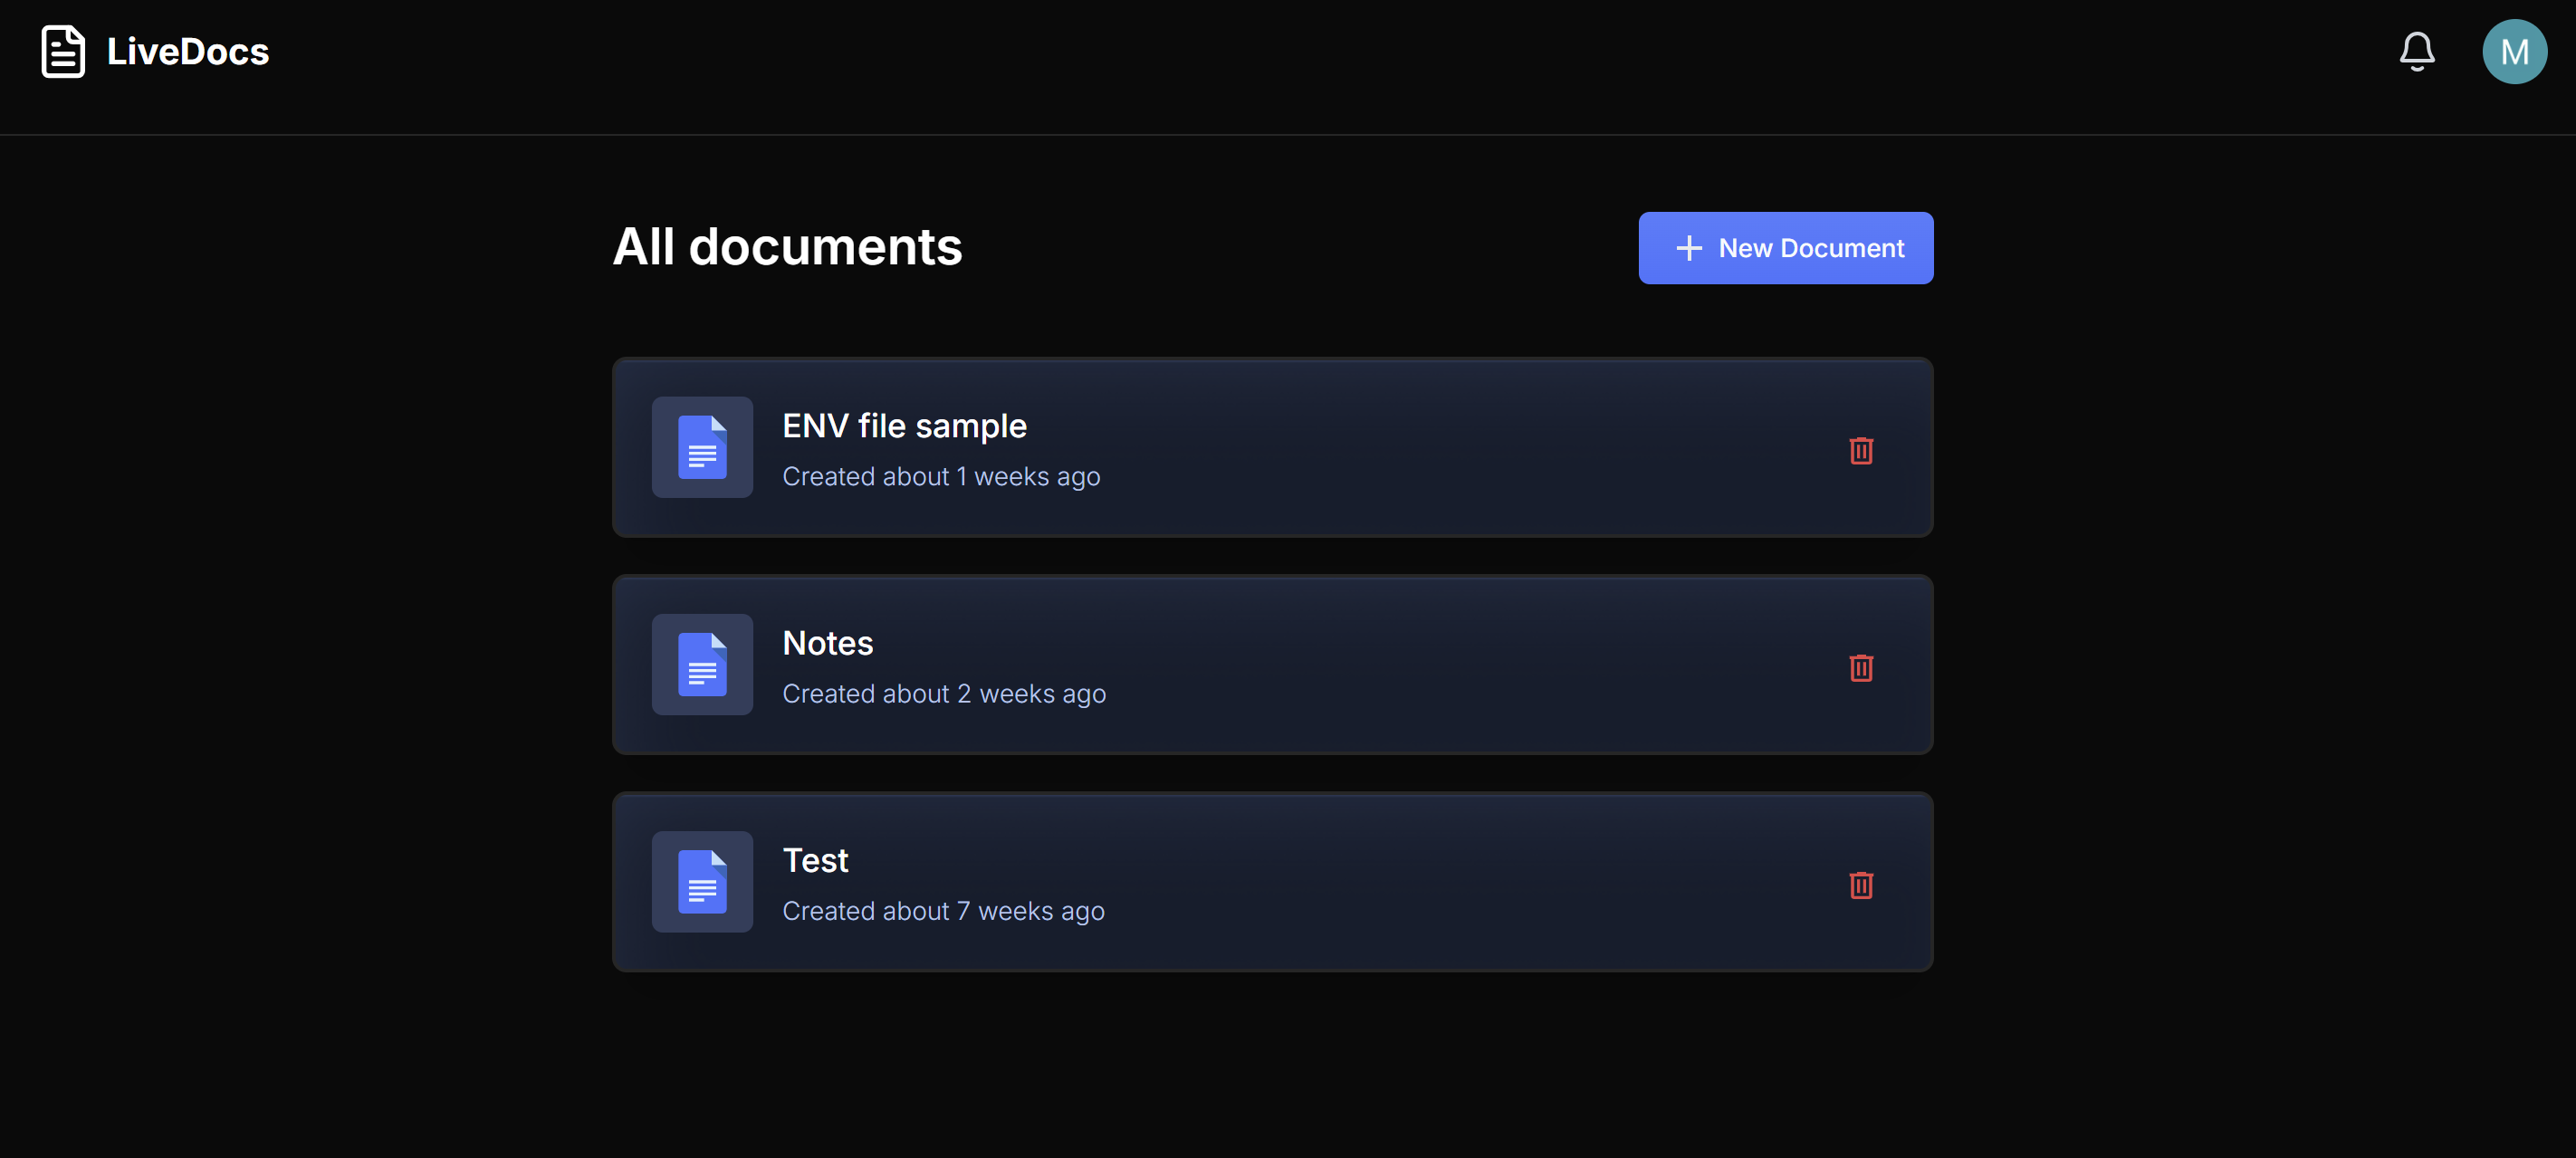 LiveDocs
M
All documents
New Document
ENV file sample
Created about 1 weeks ago
Notes
Created about 2 weeks ago
Test
Created about 7 weeks ago